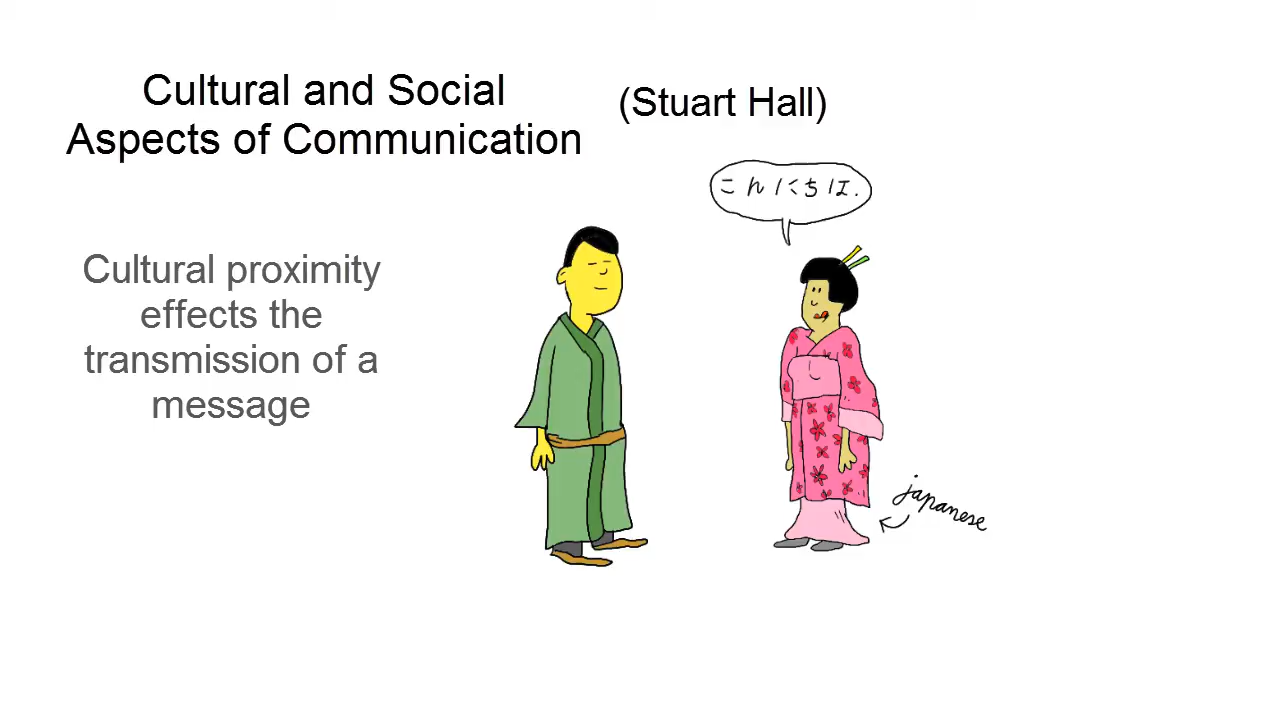 Cultural and Social
Aspects of Communication
(Stuart Hall)
こんにちは.
Cultural proximity
effects the
transmission of a
message
japanese